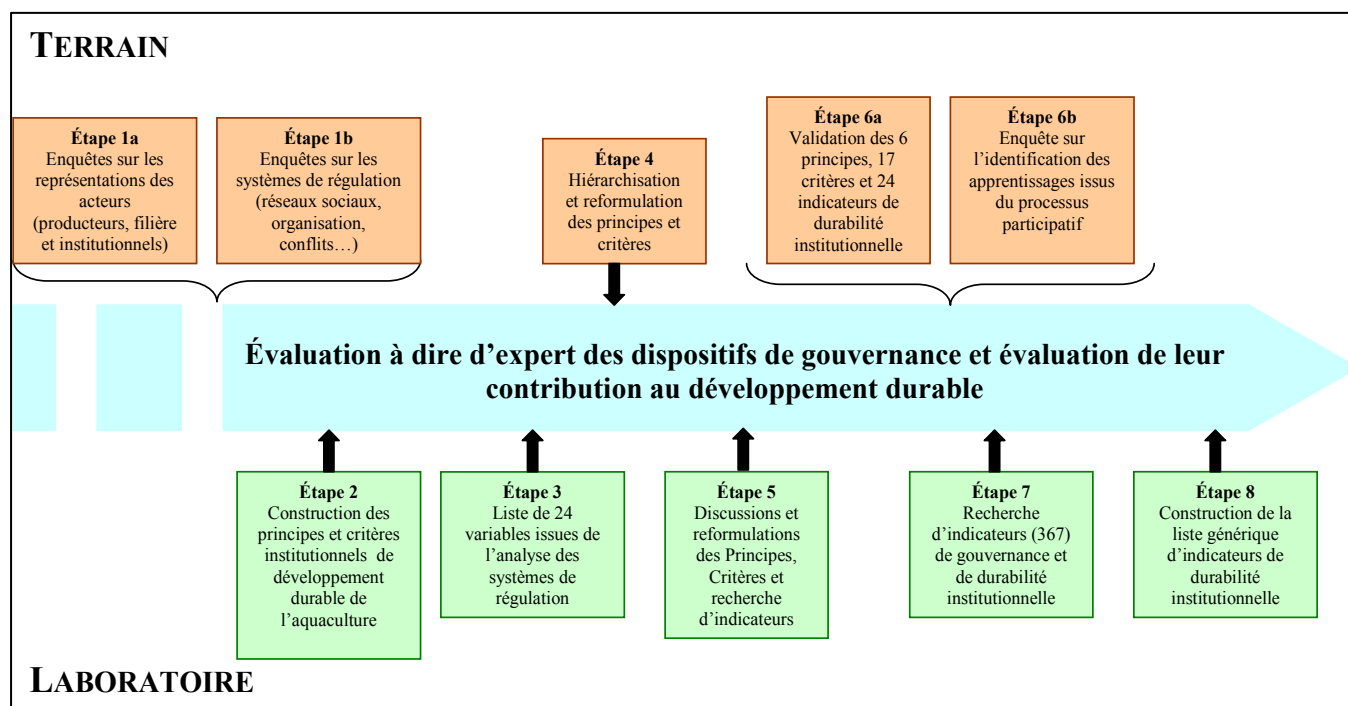 TERRAIN
Étape 1a
Enquêtes sur les
représentations des
acteurs
(producteurs, filière
et institutionnels)
Étape 1b
Enquêtes sur les
systèmes de régulation
(réseaux sociaux,
organisation,
conflits…)
Étape 4
Hiérarchisation
et reformulation
des principes et
critères
Étape 6a
Validation des 6
principes, 17
critères et 24
indicateurs de
durabilité
institutionnelle
Étape 6b
Enquête sur
l’identification des
apprentissages issus
du processus
participatif
Évaluation à dire d’expert des dispositifs de gouvernance et évaluation de leur
contribution au développement durable
Étape 2
Construction des
principes et critères
institutionnels de
développement
durable de
l’aquaculture
Étape 3
Liste de 24
variables issues de
l’analyse des
systèmes de
régulation
Étape 5
Discussions et
reformulations
des Principes,
Critères et
recherche
d’indicateurs
Étape 7
Recherche
d’indicateurs (367)
de gouvernance et
de durabilité
institutionnelle
Étape 8
Construction de la
liste générique
d’indicateurs de
durabilité
institutionnelle
LABORATOIRE